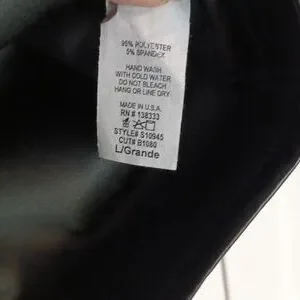 95% POLYESTER
5% SPANDEX
HAND WASH
WITH COLD WATER
DO NOT BLEACH
HANG OR LINE DRY
MADE IN U.S.A.
RN # 138333
STYLE# S10945
CUT# B1080
L/Grande